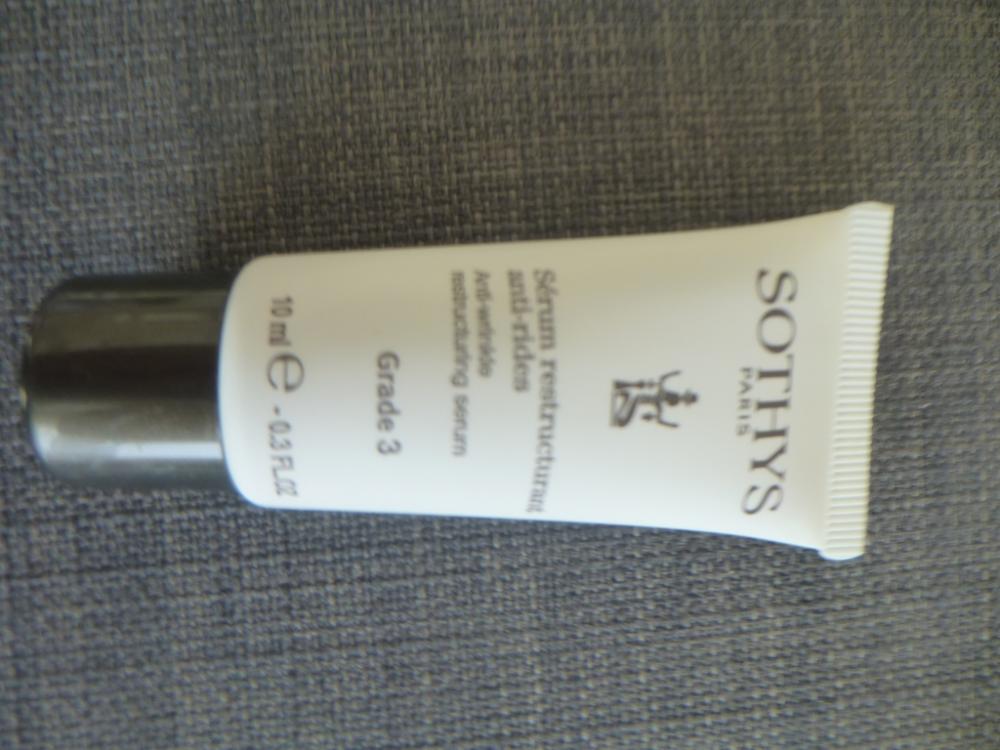 SOTHYS
PARIS
Sérum restructurant
anti-rides
Anti-wrinkle
restructuring serum
Grade 3
10 ml ℮ - 0.3 FL.OZ